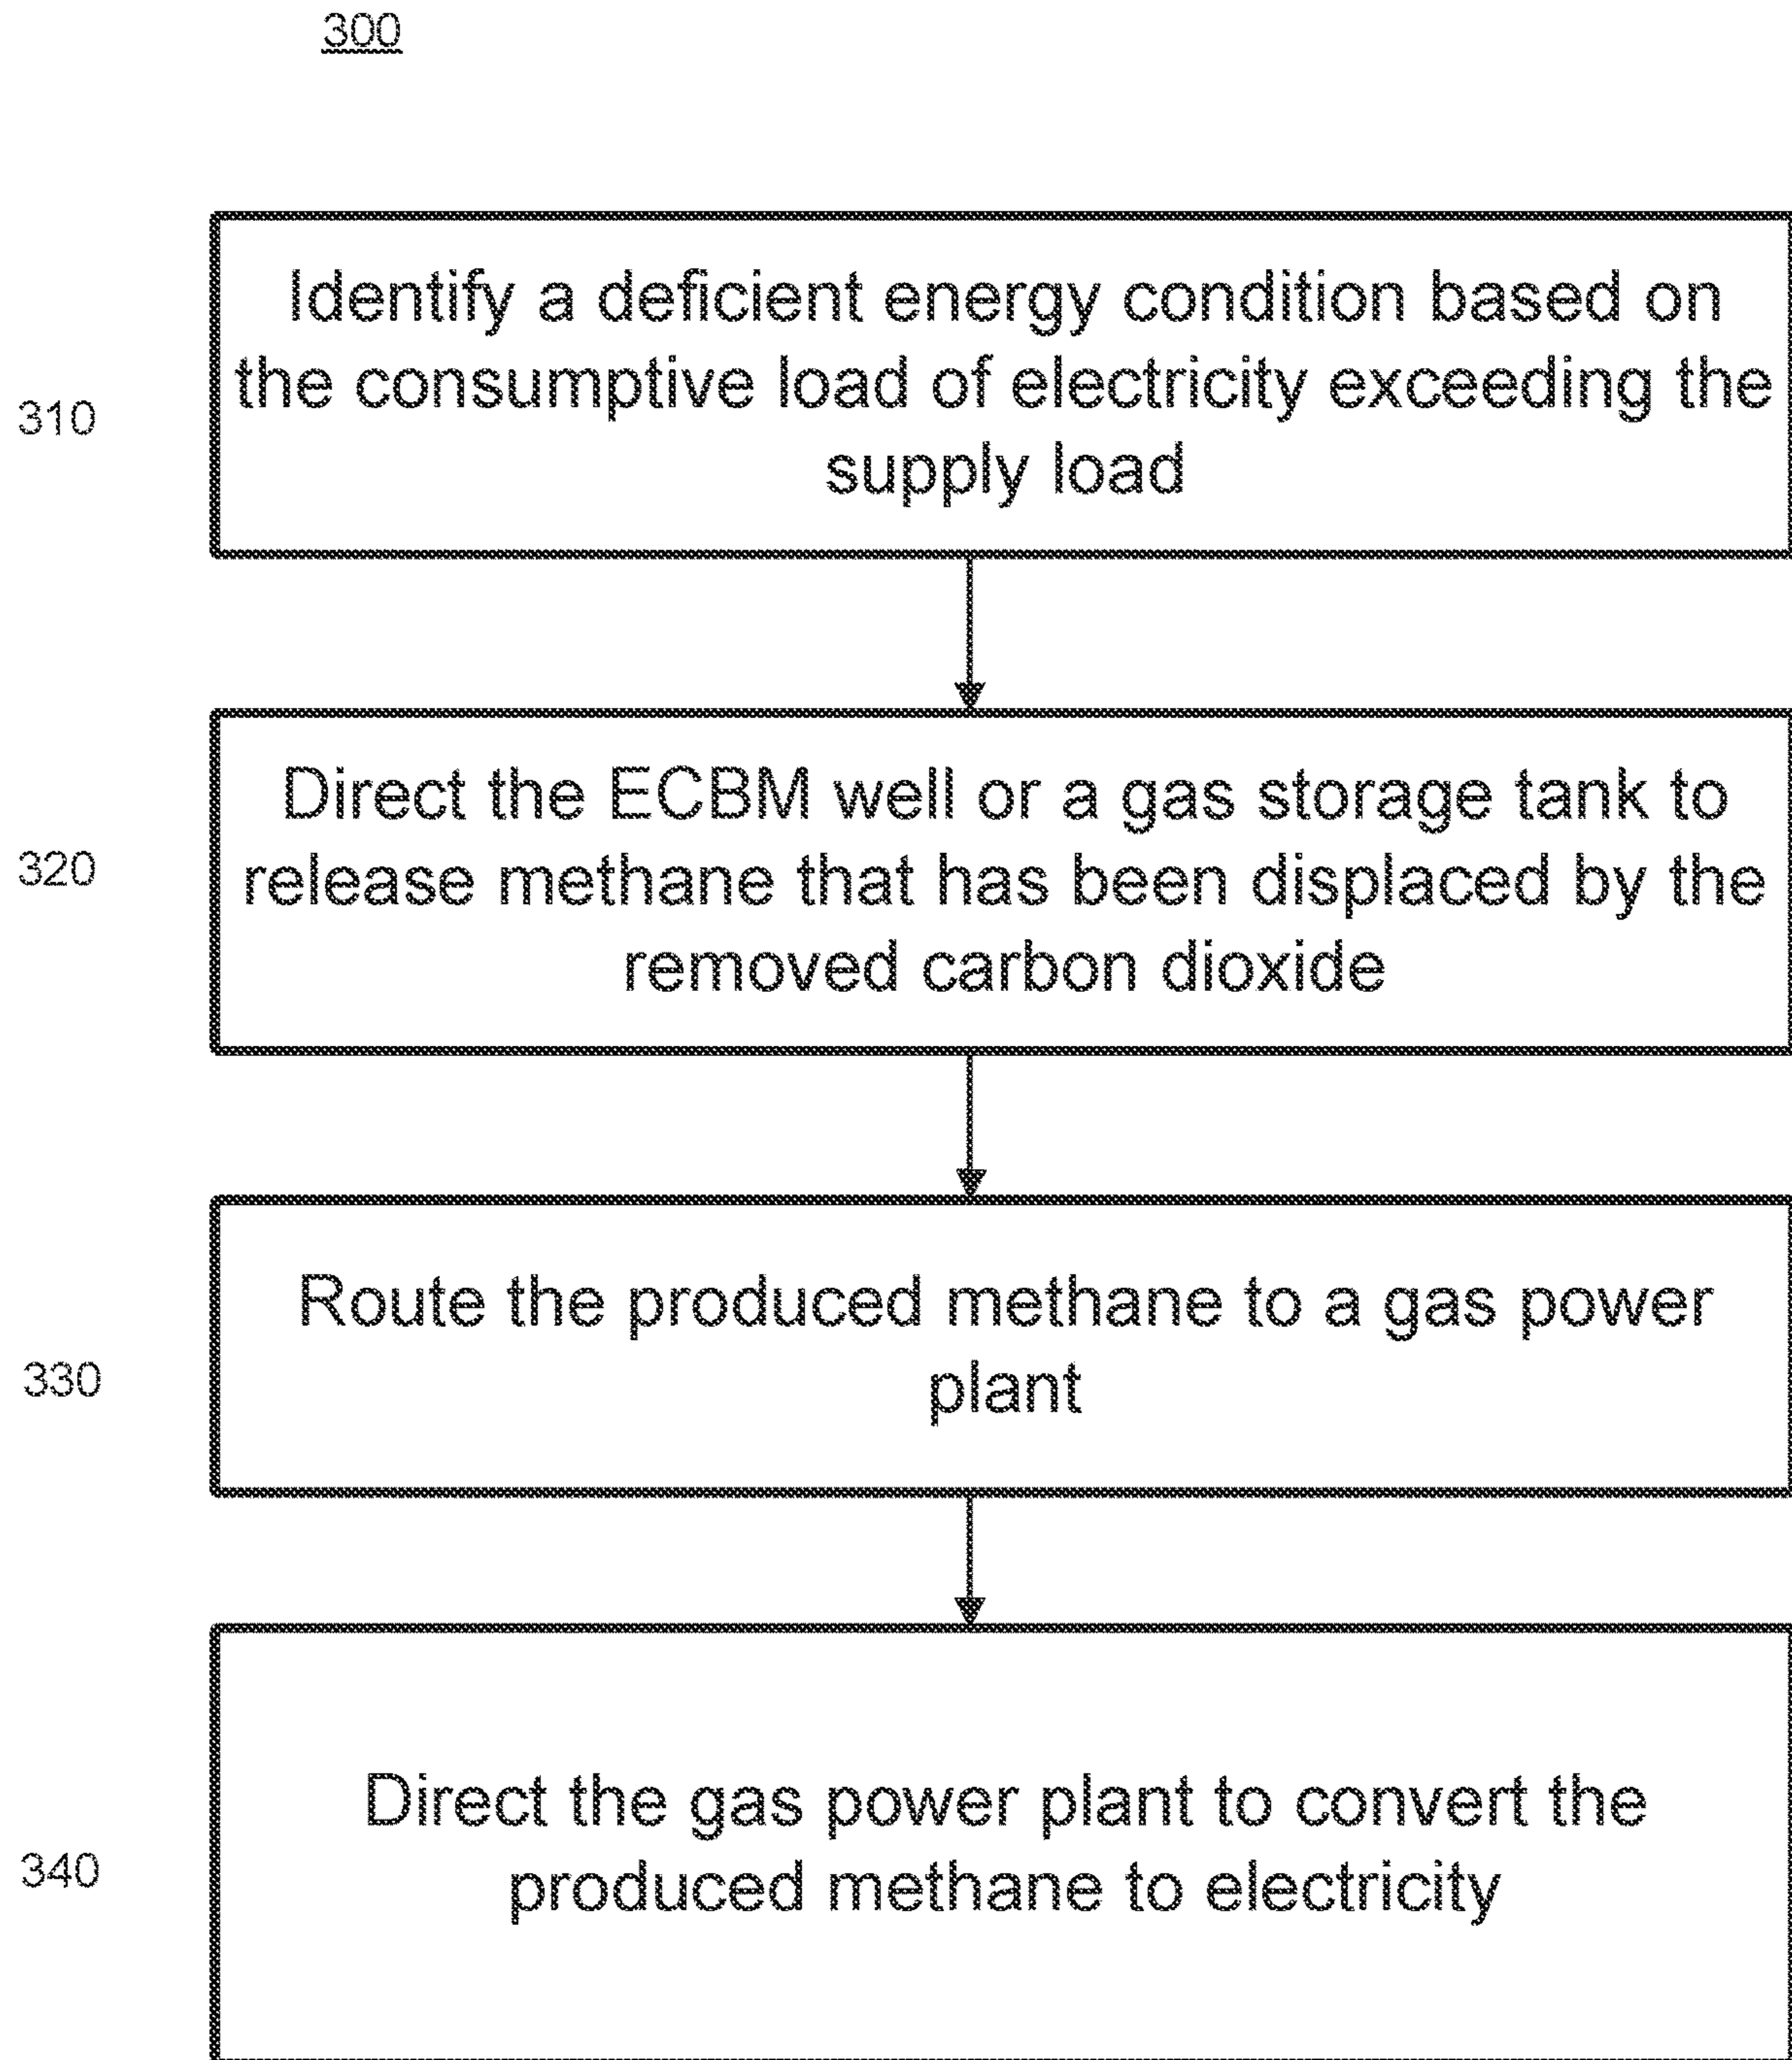 300
310
Identify a deficient energy condition based on
the consumptive load of electricity exceeding the
supply load
320
Direct the ECBM well or a gas storage tank to
release methane that has been displaced by the
removed carbon dioxide
330
Route the produced methane to a gas power
plant
340
Direct the gas power plant to convert the
produced methane to electricity